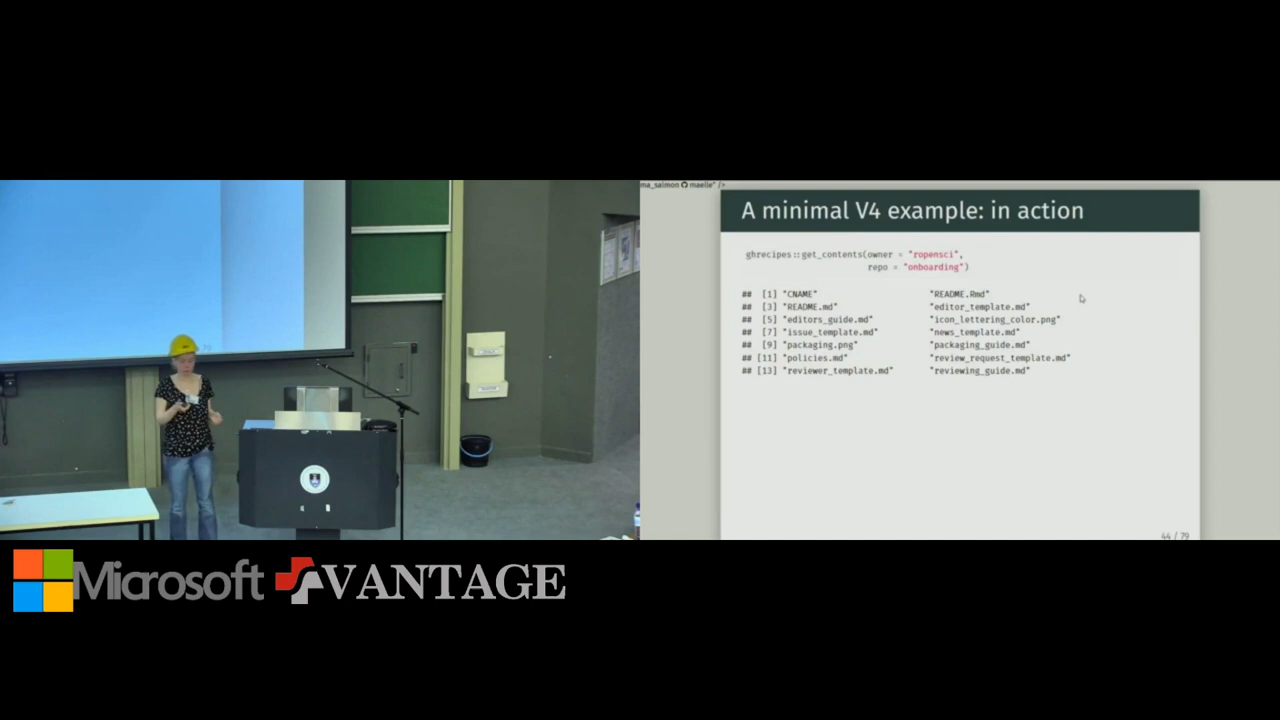 ma_salmon maelle" />
A minimal V4 example: in action
ghrecipes::get_contents(owner = "ropensci",
repo = "onboarding")
## [1] "CNAME" "README.Rmd"
## [3] "README.md" "editor_template.md"
## [5] "editors_guide.md" "icon_lettering_color.png"
## [7] "issue_template.md" "news_template.md"
## [9] "packaging.png" "packaging_guide.md"
## [11] "policies.md" "review_request_template.md"
## [13] "reviewer_template.md" "reviewing_guide.md"
44 / 79
Microsoft VANTAGE